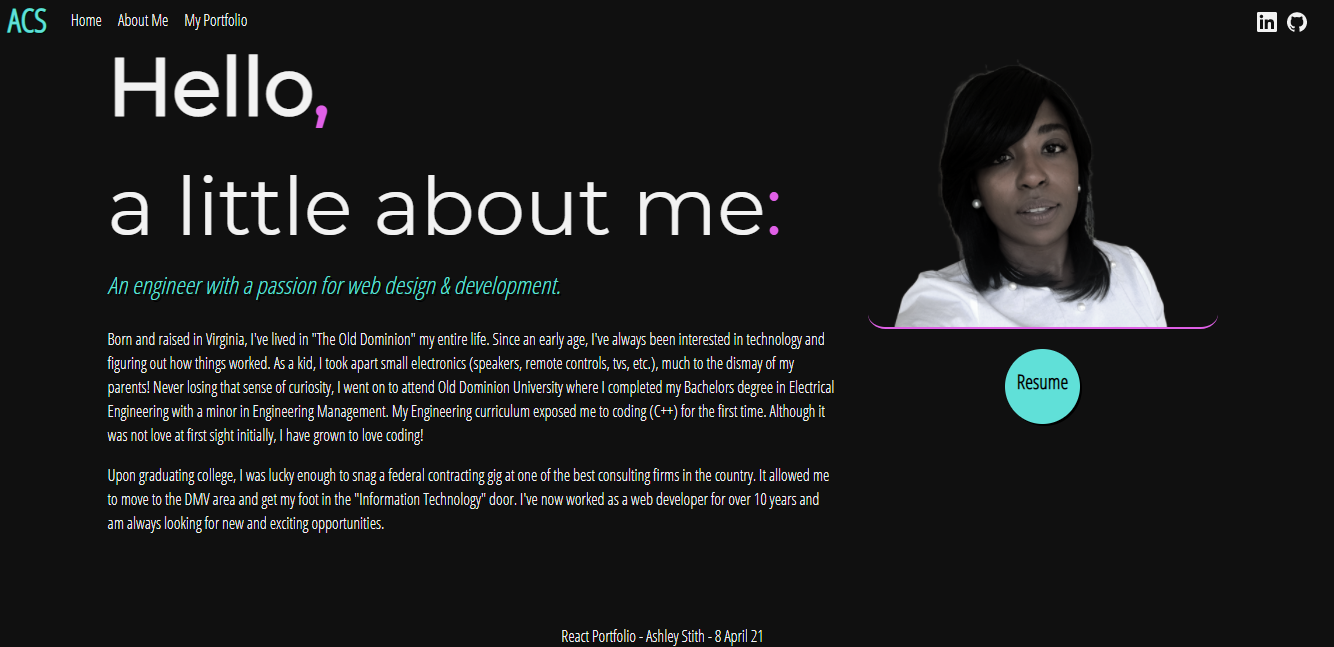 ACS Home About Me My Portfolio
Hello,
a little about me:
An engineer with a passion for web design & development.
Born and raised in Virginia, I've lived in "The Old Dominion" my entire life. Since an early age, I've always been interested in technology and
figuring out how things worked. As a kid, I took apart small electronics (speakers, remote controls, tvs, etc.), much to the dismay of my
parents! Never losing that sense of curiosity, I went on to attend Old Dominion University where I completed my Bachelors degree in Electrical
Engineering with a minor in Engineering Management. My Engineering curriculum exposed me to coding (C++) for the first time. Although it
was not love at first sight initially, I have grown to love coding!
Upon graduating college, I was lucky enough to snag a federal contracting gig at one of the best consulting firms in the country. It allowed me
to move to the DMV area and get my foot in the "Information Technology" door. I've now worked as a web developer for over 10 years and
am always looking for new and exciting opportunities.
in
Resume
React Portfolio - Ashley Stith - 8 April 21